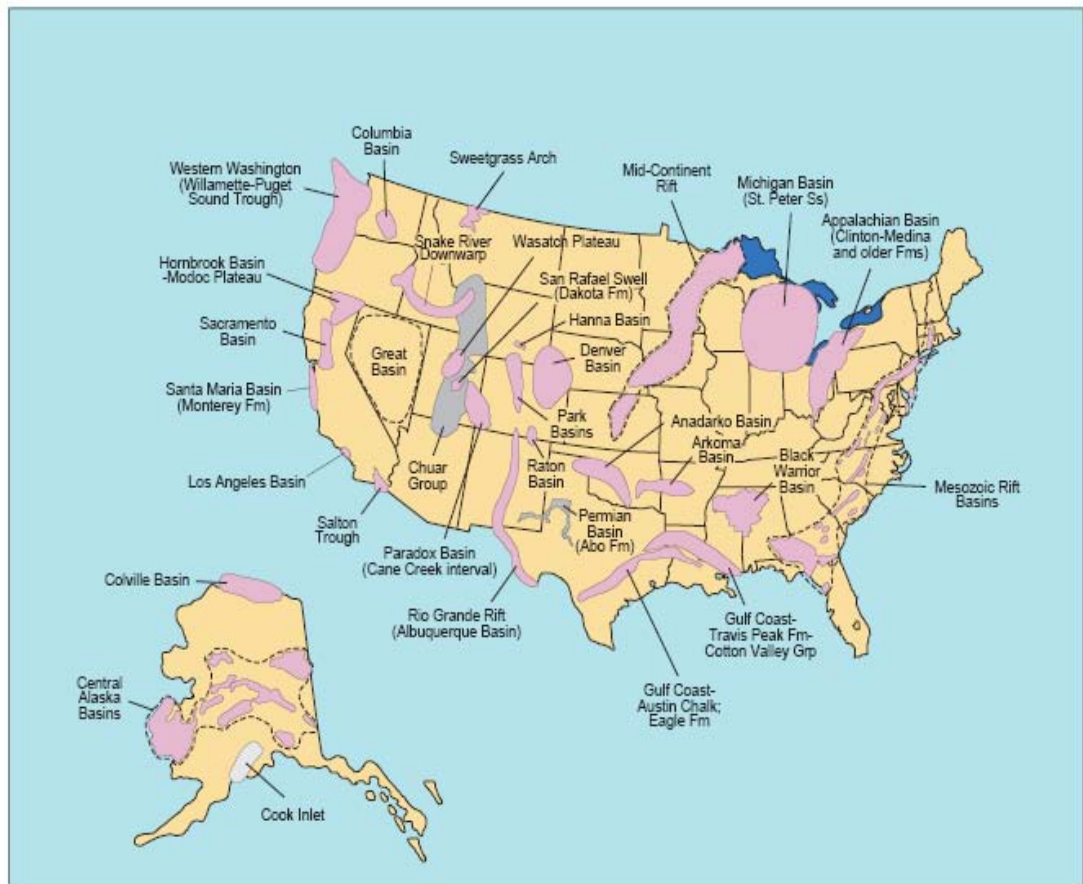 Columbia
Basin
Sweetgrass Arch
Western Washington
(Willamette-Puget
Sound Trough)
Mid-Continent
Rift
Michigan Basin
(St. Peter Ss)
Appalachian Basin
(Clinton-Medina
and older Fms)
Snake River
Downwarp
Wasatch Plateau
Hornbrook Basin
-Modoc Plateau
San Rafael Swell
(Dakota Fm)
Sacramento
Basin
Hanna Basin
Great
Basin
Denver
Basin
Santa Maria Basin
(Monterey Fm)
Park
Basins
Anadarko Basin
Arkoma
Basin
Black
Warrior
Basin
Los Angeles Basin
Chuar
Group
Raton
Basin
Mesozoic Rift
Basins
Salton
Trough
Permian
Basin
(Abo Fm)
Paradox Basin
(Cane Creek interval)
Colville Basin
Rio Grande Rift
(Albuquerque Basin)
Gulf Coast-
Travis Peak Fm-
Cotton Valley Grp
Gulf Coast-
Austin Chalk;
Eagle Fm
Central
Alaska
Basins
Cook Inlet